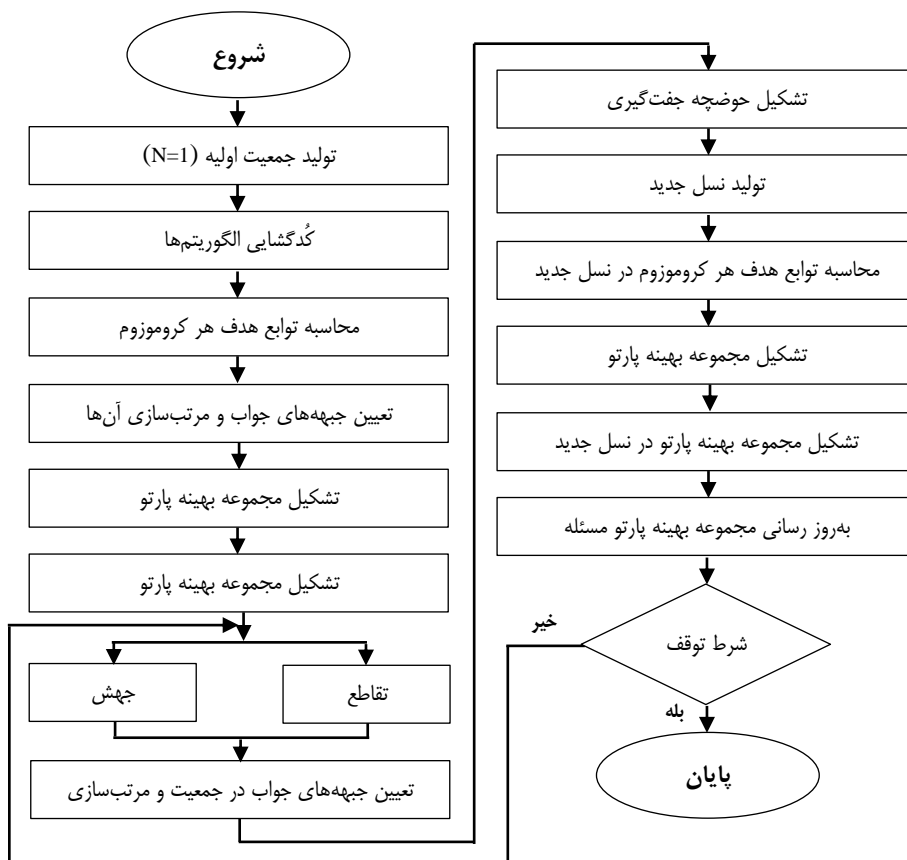 شروع
تولید جمعیت اولیه (N=1)
کُدگشایی الگوریتم‌ها
محاسبه توابع هدف هر کروموزوم
تعیین جبهه‌های جواب و مرتب‌سازی آن‌ها
تشکیل مجموعه بهینه پارتو
تشکیل مجموعه بهینه پارتو
تقاطع
جهش
تعیین جبهه‌های جواب در جمعیت و مرتب‌سازی
تشکیل حوضچه جفت‌گیری
تولید نسل جدید
محاسبه توابع هدف هر کروموزوم در نسل جدید
تشکیل مجموعه بهینه پارتو
تشکیل مجموعه بهینه پارتو در نسل جدید
به‌روز رسانی مجموعه بهینه پارتو مسئله
شرط توقف
خیر
بله
پایان